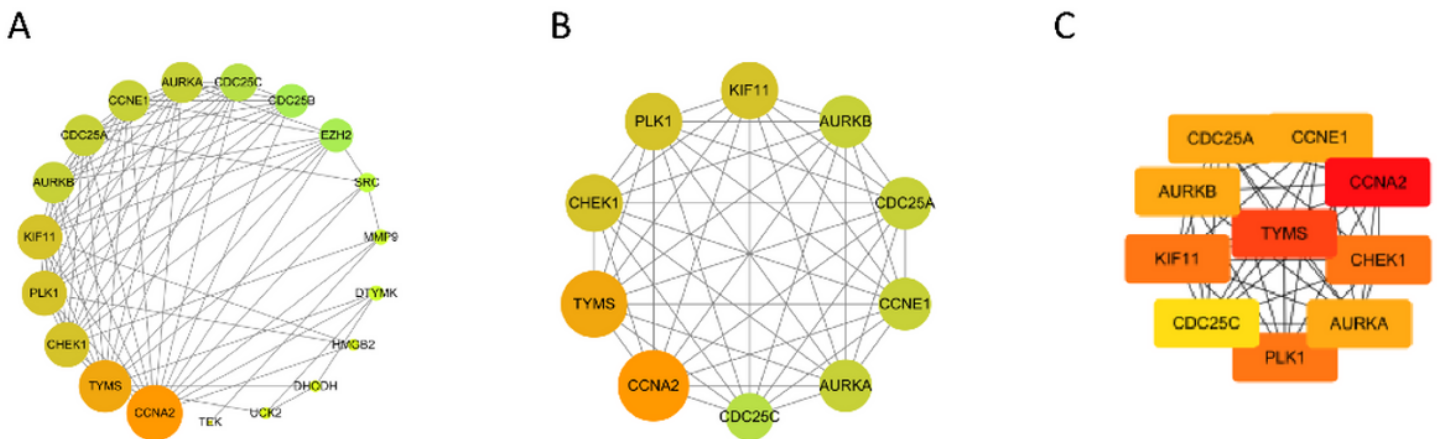 A
B
C
AURKA
CDC25C
CCNE1
CDC25B
CDC25A
EZH2
AURKB
SRC
KIF11
MMP9
PLK1
DTYMK
CHEK1
HMGB2
TYMS
DHODH
CCNA2
UCK2
TEK
KIF11
PLK1
AURKB
CHEK1
CDC25A
TYMS
CCNE1
CCNA2
AURKA
CDC25C
CDC25A
CCNE1
CCNA2
AURKB
TYMS
KIF11
CHEK1
CDC25C
AURKA
PLK1